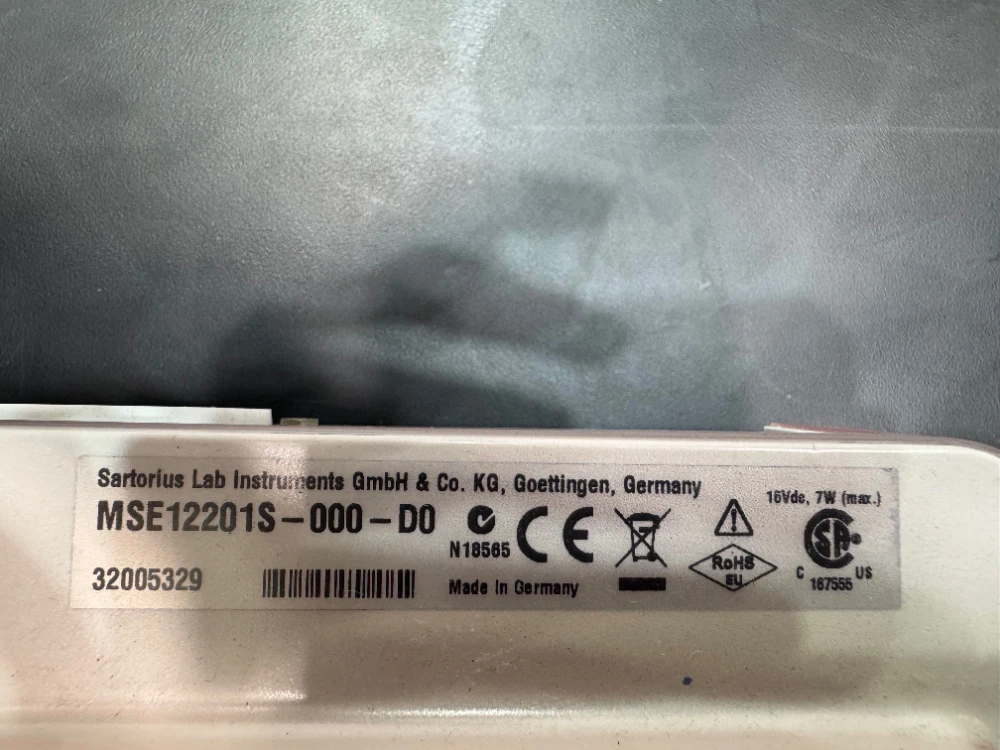 Sartorius Lab Instruments GmbH & Co. KG, Goettingen, Germany
MSE12201S-000-D0
N18565
CE
15Vdc, 7W (max.)
RoHS
EU
SA
C US
167555
32005329
Made in Germany